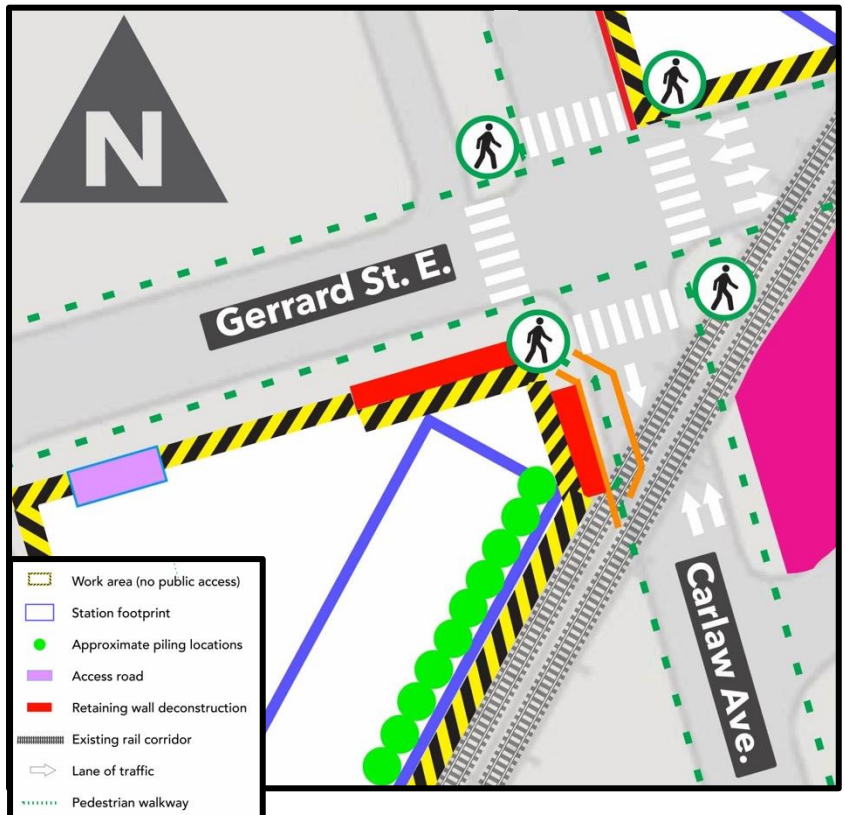 N
Gerrard St. E.
Carlaw Ave.
Work area (no public access)
Station footprint
Approximate piling locations
Access road
Retaining wall deconstruction
Existing rail corridor
Lane of traffic
Pedestrian walkway